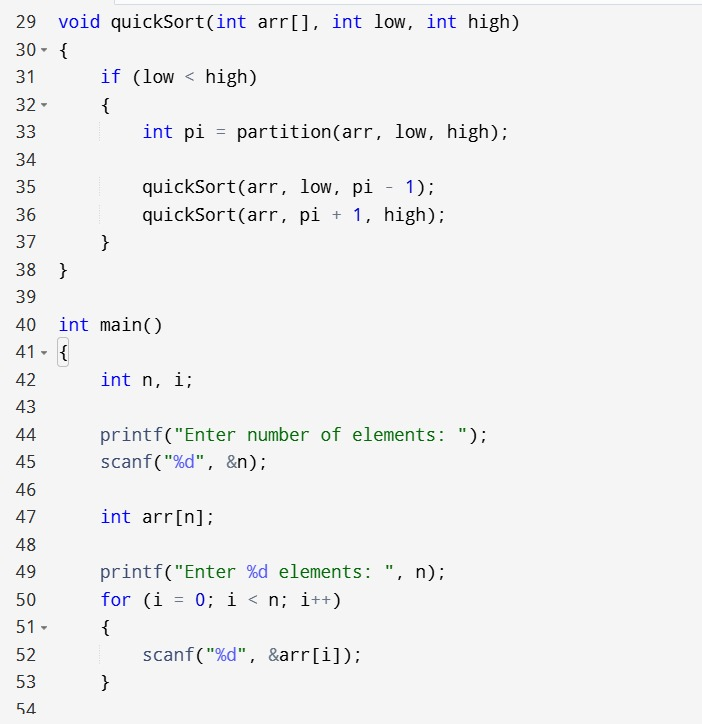 29 void quickSort(int arr[], int low, int high)
30 {
31     if (low < high)
32     {
33         int pi = partition(arr, low, high);
34
35         quickSort(arr, low, pi - 1);
36         quickSort(arr, pi + 1, high);
37     }
38 }
39
40 int main()
41 {
42     int n, i;
43
44     printf("Enter number of elements: ");
45     scanf("%d", &n);
46
47     int arr[n];
48
49     printf("Enter %d elements: ", n);
50     for (i = 0; i < n; i++)
51     {
52         scanf("%d", &arr[i]);
53     }
54